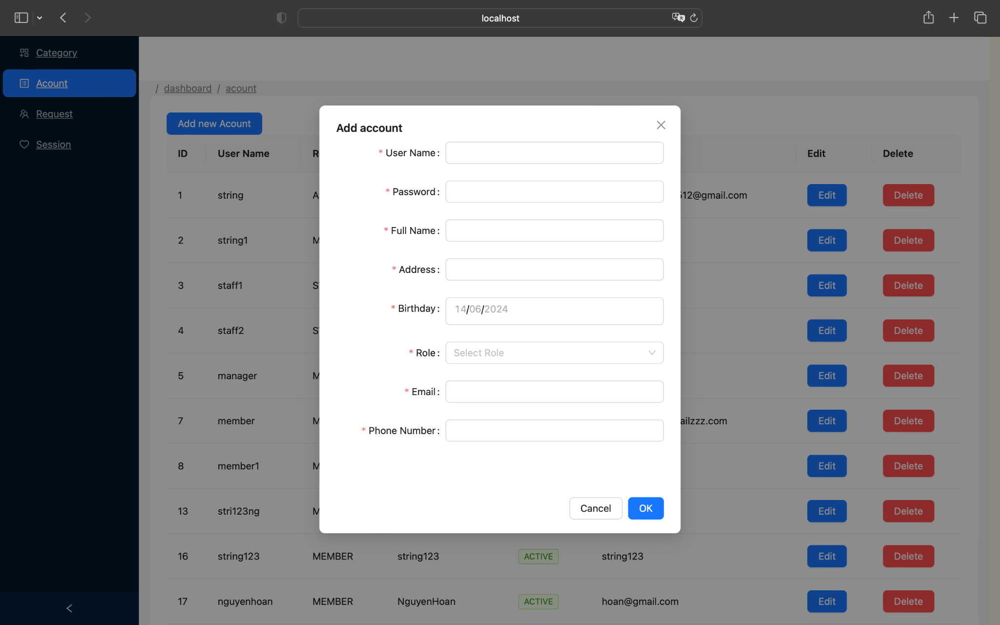 localhost
Category
Acount
Request
Session
/ dashboard / acount
Add new Acount
ID User Name Edit Delete
1 string 512@gmail.com Edit Delete
2 string1 Edit Delete
3 staff1 Edit Delete
4 staff2 Edit Delete
5 manager Edit Delete
7 member ailzzz.com Edit Delete
8 member1 Edit Delete
13 stri123ng Edit Delete
16 string123 MEMBER string123 ACTIVE string123 Edit Delete
17 nguyenhoan MEMBER NguyenHoan ACTIVE hoan@gmail.com Edit Delete
Add account
* User Name:
* Password:
* Full Name:
* Address:
* Birthday: 14/06/2024
* Role: Select Role
* Email:
* Phone Number:
Cancel OK